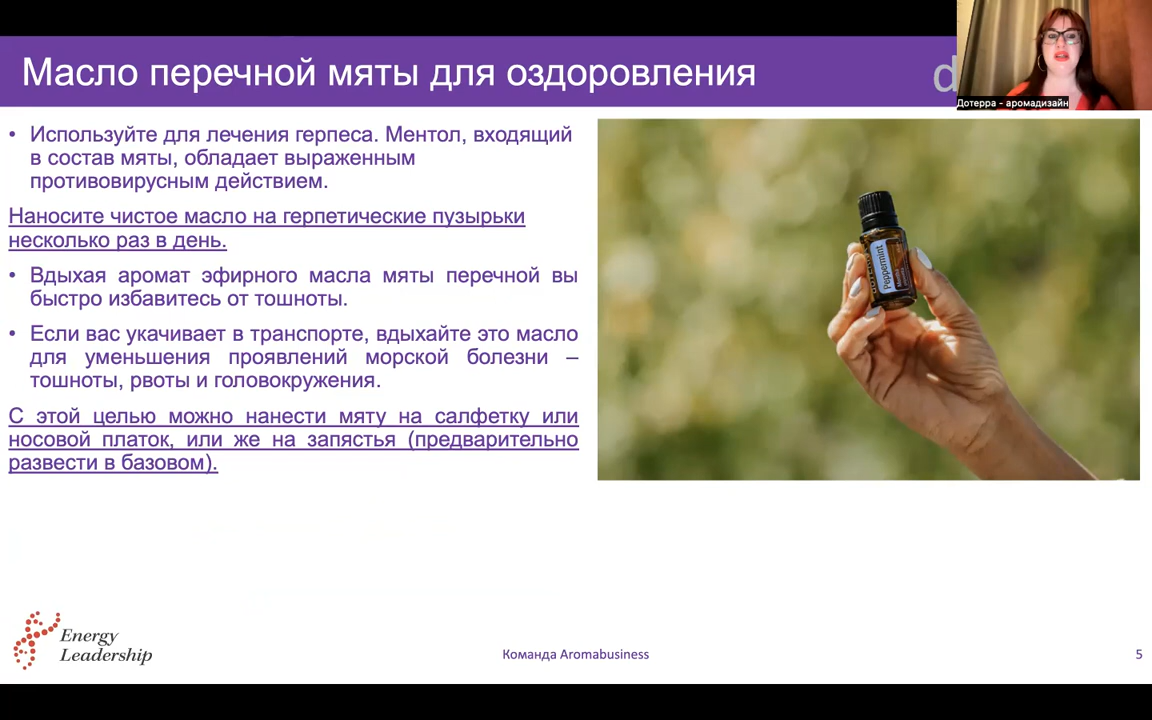 Масло перечной мяты для оздоровления
d
Дотерра - аромадизайн
• Используйте для лечения герпеса. Ментол, входящий
в состав мяты, обладает выраженным
противовирусным действием.
Наносите чистое масло на герпетические пузырьки
несколько раз в день.
• Вдыхая аромат эфирного масла мяты перечной вы
быстро избавитесь от тошноты.
• Если вас укачивает в транспорте, вдыхайте это масло
для уменьшения проявлений морской болезни –
тошноты, рвоты и головокружения.
С этой целью можно нанести мяту на салфетку или
носовой платок, или же на запястья (предварительно
развести в базовом).
Peppermint
Energy
Leadership
Команда Aromabusiness
5